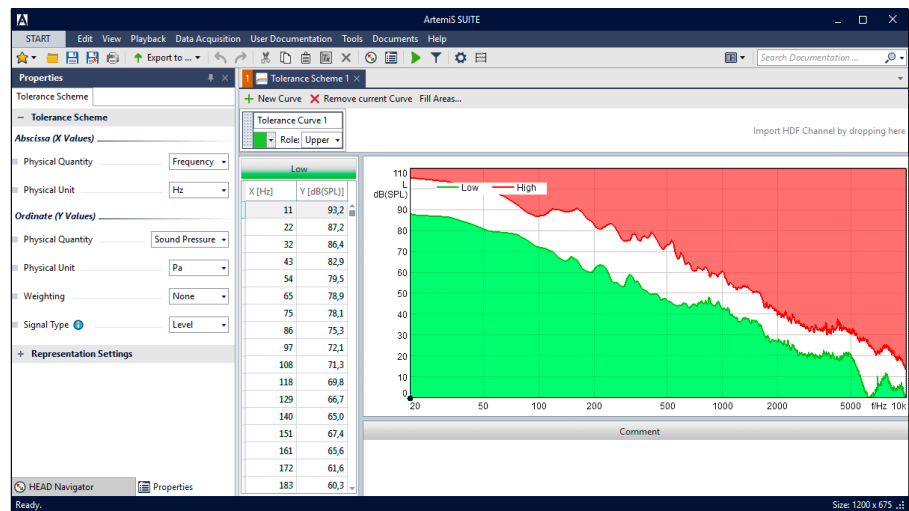 ArtemiS SUITE
START Edit View Playback Data Acquisition User Documentation Tools Documents Help
Export to ... Search Documentation ...
Properties
1 Tolerance Scheme 1
Tolerance Scheme
New Curve Remove current Curve Fill Areas...
Tolerance Scheme
Tolerance Curve 1
Role: Upper
Import HDF Channel by dropping here
Abscissa (X Values)
Physical Quantity Frequency
Physical Unit Hz
Ordinate (Y Values)
Physical Quantity Sound Pressure
Physical Unit Pa
Weighting None
Signal Type Level
Representation Settings
Low
X [Hz] Y [dB(SPL)]
11 93,2
22 87,2
32 86,4
43 82,9
54 79,5
65 78,9
75 78,1
86 75,3
97 72,1
108 71,3
118 69,8
129 66,7
140 65,0
151 67,4
161 65,6
172 61,6
183 60,3
110
L
dB(SPL)
Low High
90
80
70
60
50
40
30
20
10
0
20 50 100 200 500 1000 2000 5000 f/Hz 10k
Comment
HEAD Navigator Properties
Ready. Size: 1200 x 675